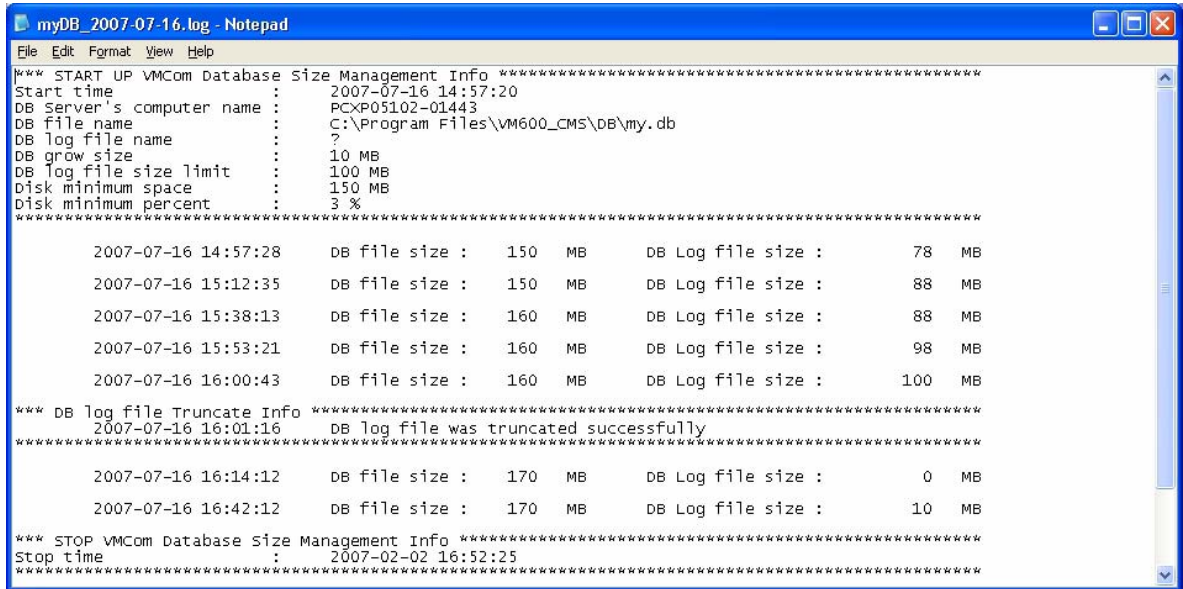 myDB_2007-07-16.log - Notepad
File Edit Format View Help
*** START UP VMCom Database Size Management Info *************************************************
Start time : 2007-07-16 14:57:20
DB Server's computer name : PCXP05102-01443
DB file name : C:\Program Files\VM600_CMS\DB\my.db
DB log file name : ?
DB grow size : 10 MB
DB log file size limit : 100 MB
Disk minimum space : 150 MB
Disk minimum percent : 3 %
**************************************************************************************************
2007-07-16 14:57:28 DB file size : 150 MB DB Log file size : 78 MB
2007-07-16 15:12:35 DB file size : 150 MB DB Log file size : 88 MB
2007-07-16 15:38:13 DB file size : 160 MB DB Log file size : 88 MB
2007-07-16 15:53:21 DB file size : 160 MB DB Log file size : 98 MB
2007-07-16 16:00:43 DB file size : 160 MB DB Log file size : 100 MB
*** DB log file Truncate Info ********************************************************************
2007-07-16 16:01:16 DB log file was truncated successfully
**************************************************************************************************
2007-07-16 16:14:12 DB file size : 170 MB DB Log file size : 0 MB
2007-07-16 16:42:12 DB file size : 170 MB DB Log file size : 10 MB
*** STOP VMCom Database Size Management Info *****************************************************
Stop time : 2007-02-02 16:52:25
**************************************************************************************************